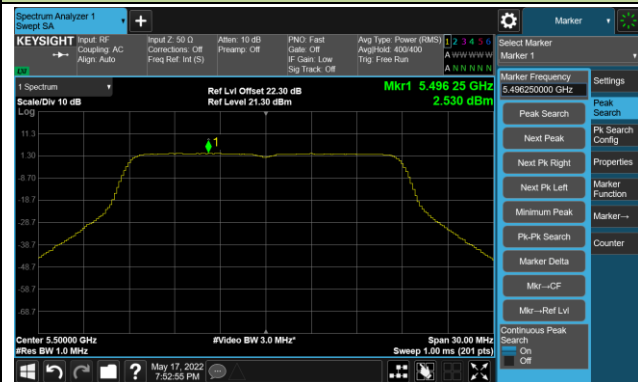 Spectrum Analyzer 1
Swept SA
Marker
KEYSIGHT
Input: RF
Coupling: AC
Align: Auto
Input Z: 50 Ω
Corrections: Off
Freq Ref: Int (S)
Atten: 10 dB
Preamp: Off
PNO: Fast
Gate: Off
IF Gain: Low
Sig Track: Off
Avg Type: Power (RMS)
Avg|Hold: 400/400
Trig: Free Run
1 2 3 4 5 6
A W W W W W
A N N N N N
LXI
Select Marker
Marker 1
1 Spectrum
Scale/Div 10 dB
Log
Ref Lvl Offset 22.30 dB
Ref Level 21.30 dBm
Mkr1 5.496 25 GHz
2.530 dBm
11.3
1.30
-8.70
-18.7
-28.7
-38.7
-48.7
-58.7
-68.7
1
Center 5.50000 GHz
#Res BW 1.0 MHz
#Video BW 3.0 MHz*
Span 30.00 MHz
Sweep 1.00 ms (201 pts)
Marker Frequency
5.496250000 GHz
Peak Search
Next Peak
Next Pk Right
Next Pk Left
Minimum Peak
Pk-Pk Search
Marker Delta
Mkr→CF
Mkr→Ref Lvl
Continuous Peak
Search
On
Off
Settings
Peak
Search
Pk Search
Config
Properties
Marker
Function
Marker→
Counter
May 17, 2022
7:52:55 PM